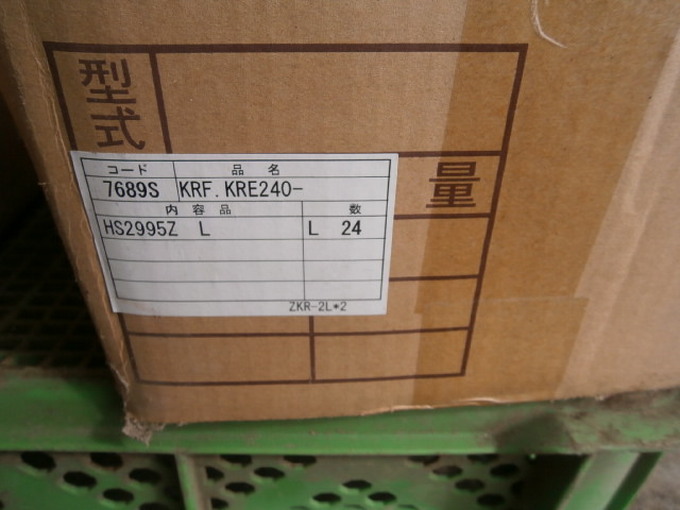 型式
量
コード 品名
7689S KRF.KRE240-
内容品 数
HS2995Z L L 24
ZKR-2L*2